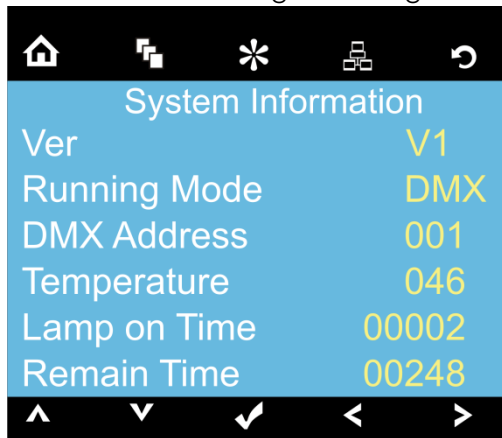 System Information
Ver V1
Running Mode DMX
DMX Address 001
Temperature 046
Lamp on Time 00002
Remain Time 00248